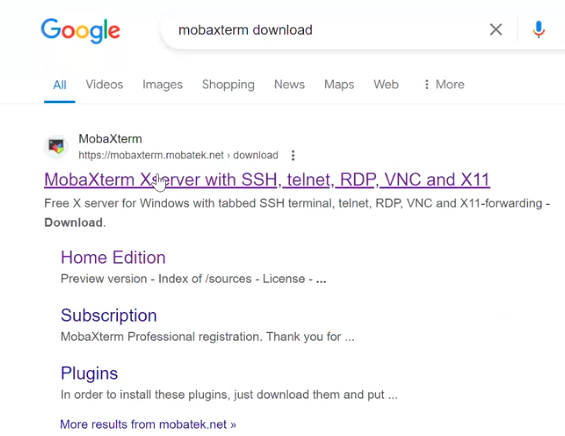 Google
mobaxterm download
All Videos Images Shopping News Maps Web More
MobaXterm
https://mobaxterm.mobatek.net › download
MobaXterm Xserver with SSH, telnet, RDP, VNC and X11
Free X server for Windows with tabbed SSH terminal, telnet, RDP, VNC and X11-forwarding -
Download.
Home Edition
Preview version - Index of /sources - License - ...
Subscription
MobaXterm Professional registration. Thank you for ...
Plugins
In order to install these plugins, just download them and put ...
More results from mobatek.net »